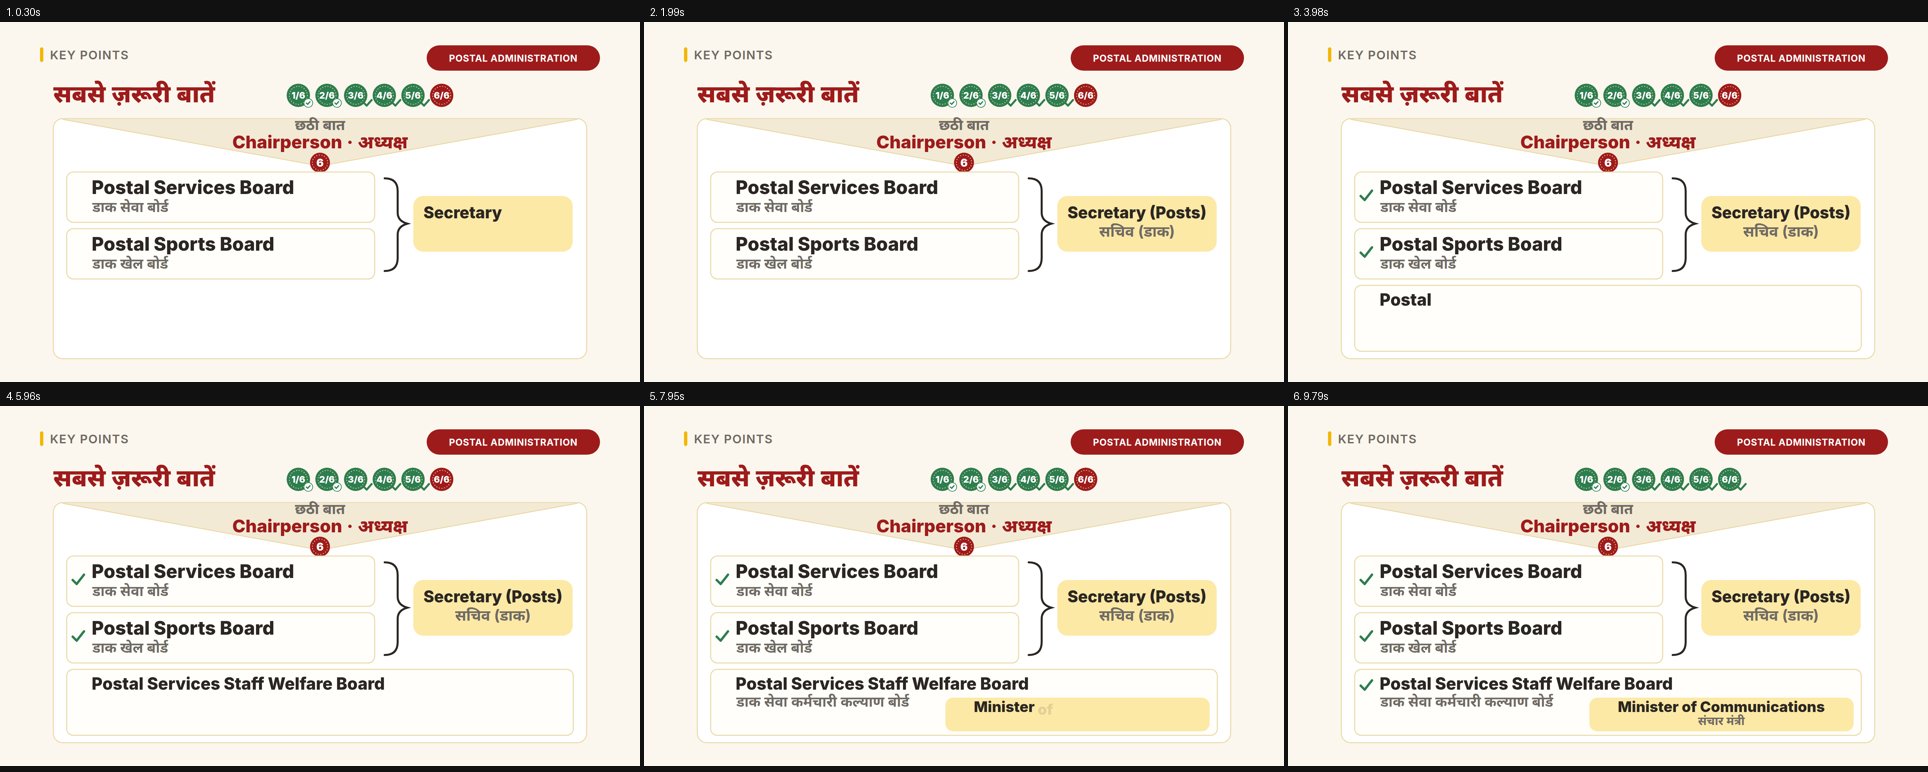 1. 0.30s
KEY POINTS
POSTAL ADMINISTRATION
सबसे ज़रूरी बातें
1/6 2/6 3/6 4/6 5/6 6/6
छठी बात
Chairperson · अध्यक्ष
6
Postal Services Board
डाक सेवा बोर्ड
Secretary
Postal Sports Board
डाक खेल बोर्ड
2. 1.99s
KEY POINTS
POSTAL ADMINISTRATION
सबसे ज़रूरी बातें
1/6 2/6 3/6 4/6 5/6 6/6
छठी बात
Chairperson · अध्यक्ष
6
Postal Services Board
डाक सेवा बोर्ड
Secretary (Posts)
सचिव (डाक)
Postal Sports Board
डाक खेल बोर्ड
3. 3.98s
KEY POINTS
POSTAL ADMINISTRATION
सबसे ज़रूरी बातें
1/6 2/6 3/6 4/6 5/6 6/6
छठी बात
Chairperson · अध्यक्ष
6
Postal Services Board
डाक सेवा बोर्ड
Secretary (Posts)
सचिव (डाक)
Postal Sports Board
डाक खेल बोर्ड
Postal
4. 5.96s
KEY POINTS
POSTAL ADMINISTRATION
सबसे ज़रूरी बातें
1/6 2/6 3/6 4/6 5/6 6/6
छठी बात
Chairperson · अध्यक्ष
6
Postal Services Board
डाक सेवा बोर्ड
Secretary (Posts)
सचिव (डाक)
Postal Sports Board
डाक खेल बोर्ड
Postal Services Staff Welfare Board
5. 7.95s
KEY POINTS
POSTAL ADMINISTRATION
सबसे ज़रूरी बातें
1/6 2/6 3/6 4/6 5/6 6/6
छठी बात
Chairperson · अध्यक्ष
6
Postal Services Board
डाक सेवा बोर्ड
Secretary (Posts)
सचिव (डाक)
Postal Sports Board
डाक खेल बोर्ड
Postal Services Staff Welfare Board
डाक सेवा कर्मचारी कल्याण बोर्ड
Minister of
6. 9.79s
KEY POINTS
POSTAL ADMINISTRATION
सबसे ज़रूरी बातें
1/6 2/6 3/6 4/6 5/6 6/6
छठी बात
Chairperson · अध्यक्ष
6
Postal Services Board
डाक सेवा बोर्ड
Secretary (Posts)
सचिव (डाक)
Postal Sports Board
डाक खेल बोर्ड
Postal Services Staff Welfare Board
डाक सेवा कर्मचारी कल्याण बोर्ड
Minister of Communications
संचार मंत्री